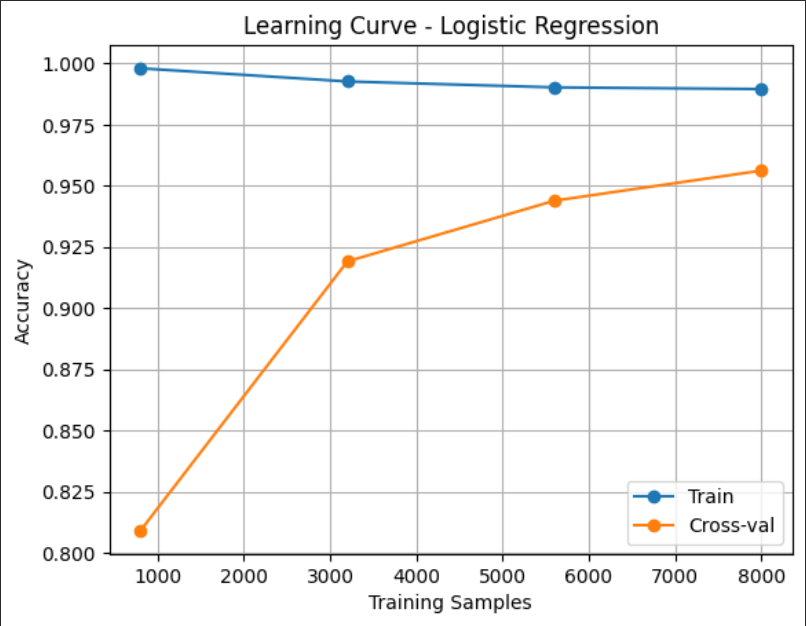 Learning Curve - Logistic Regression
1.000
0.975
0.950
0.925
0.900
0.875
0.850
0.825
0.800
Accuracy
Train
Cross-val
1000 2000 3000 4000 5000 6000 7000 8000
Training Samples